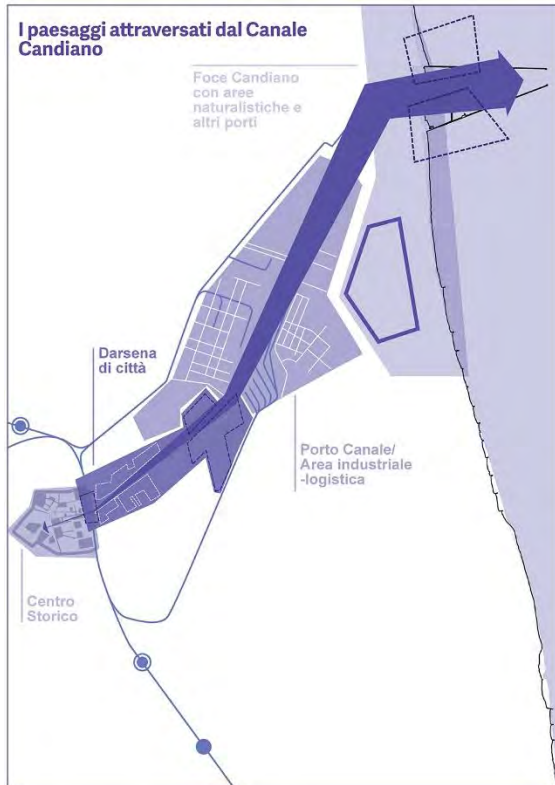 I paesaggi attraversati dal Canale
Candiano
Foce Candiano
con aree
naturalistiche e
altri porti
Darsena
di città
Porto Canale/
Area industriale
-logistica
Centro
Storico